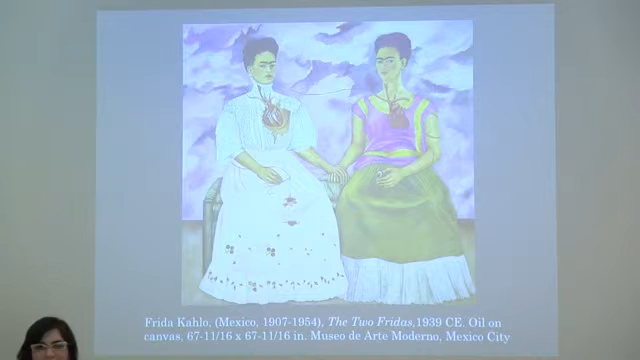 Frida Kahlo, (Mexico, 1907-1954), The Two Fridas,1939 CE. Oil on
canvas, 67-11/16 x 67-11/16 in. Museo de Arte Moderno, Mexico City